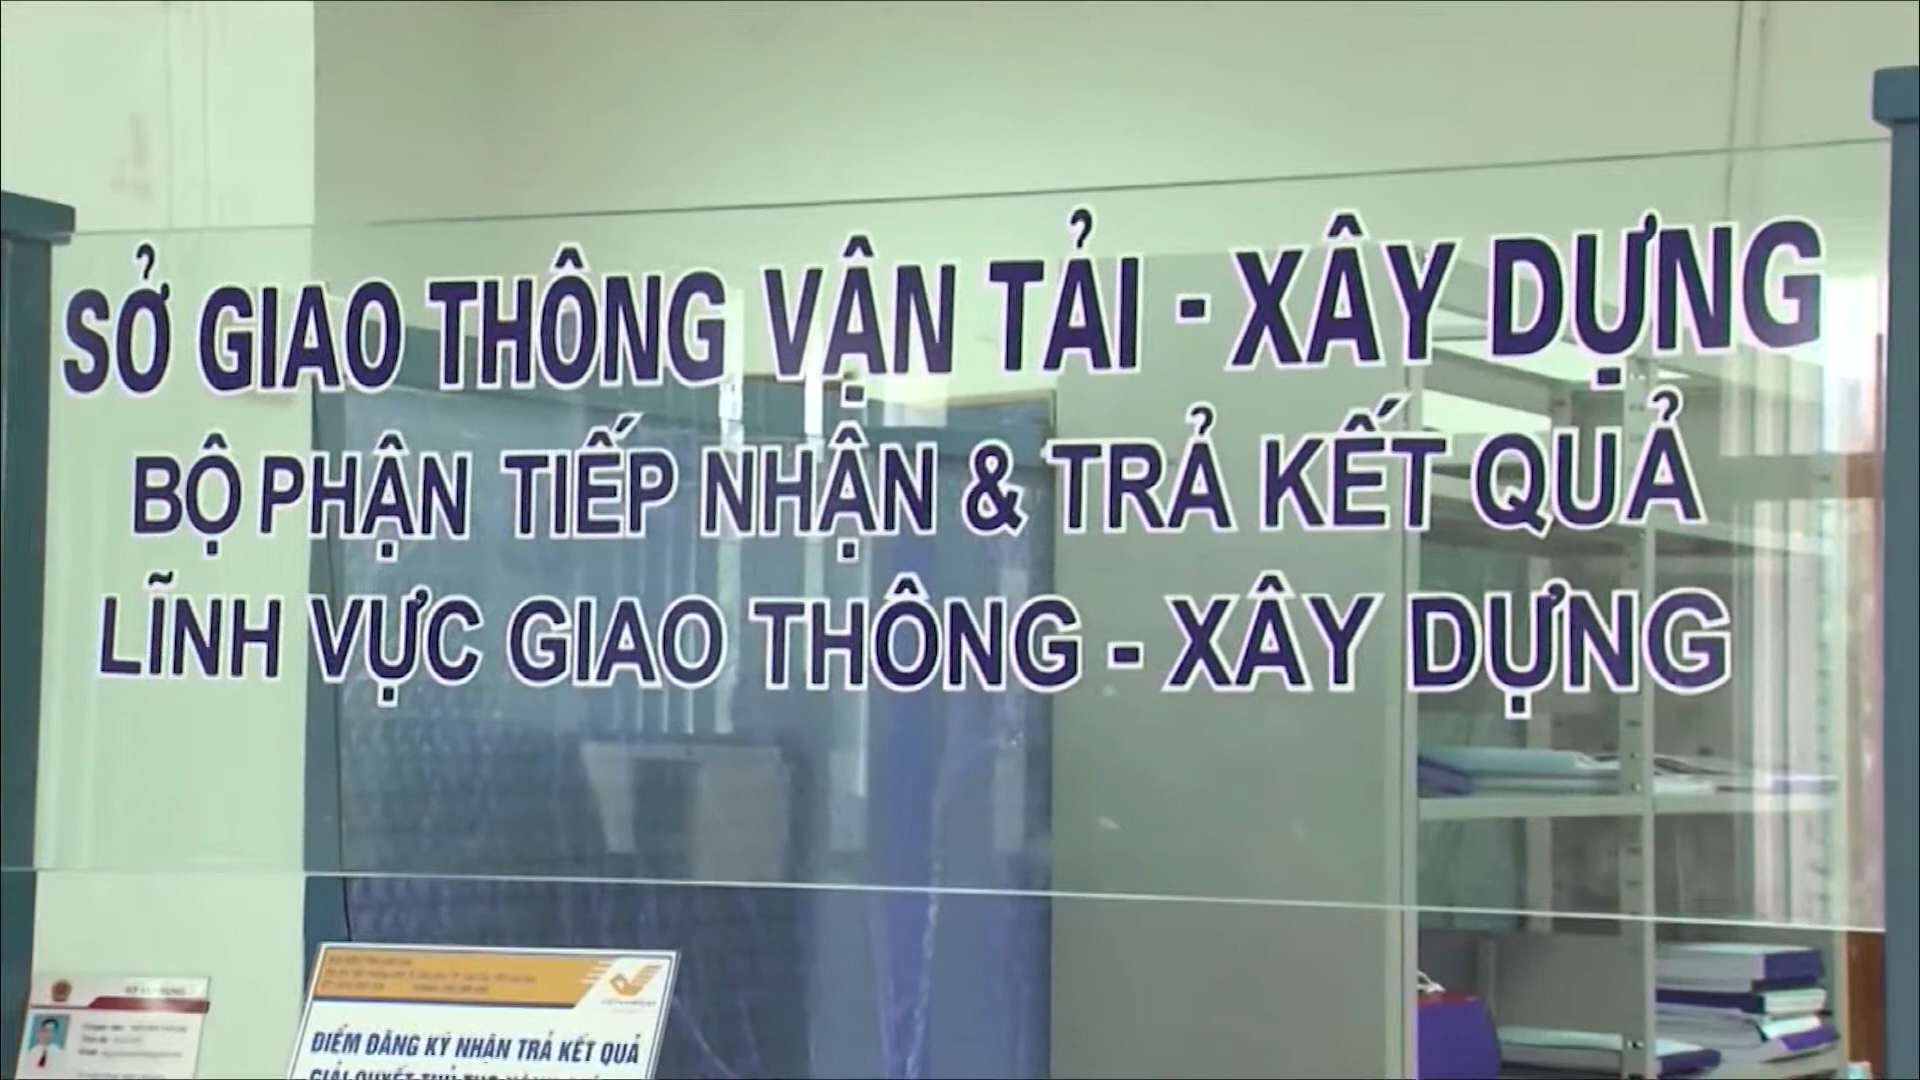 SỞ GIAO THÔNG VẬN TẢI - XÂY DỰNG
BỘ PHẬN TIẾP NHẬN & TRẢ KẾT QUẢ
LĨNH VỰC GIAO THÔNG - XÂY DỰNG
ĐIỂM ĐĂNG KÝ NHẬN TRẢ KẾT QUẢ